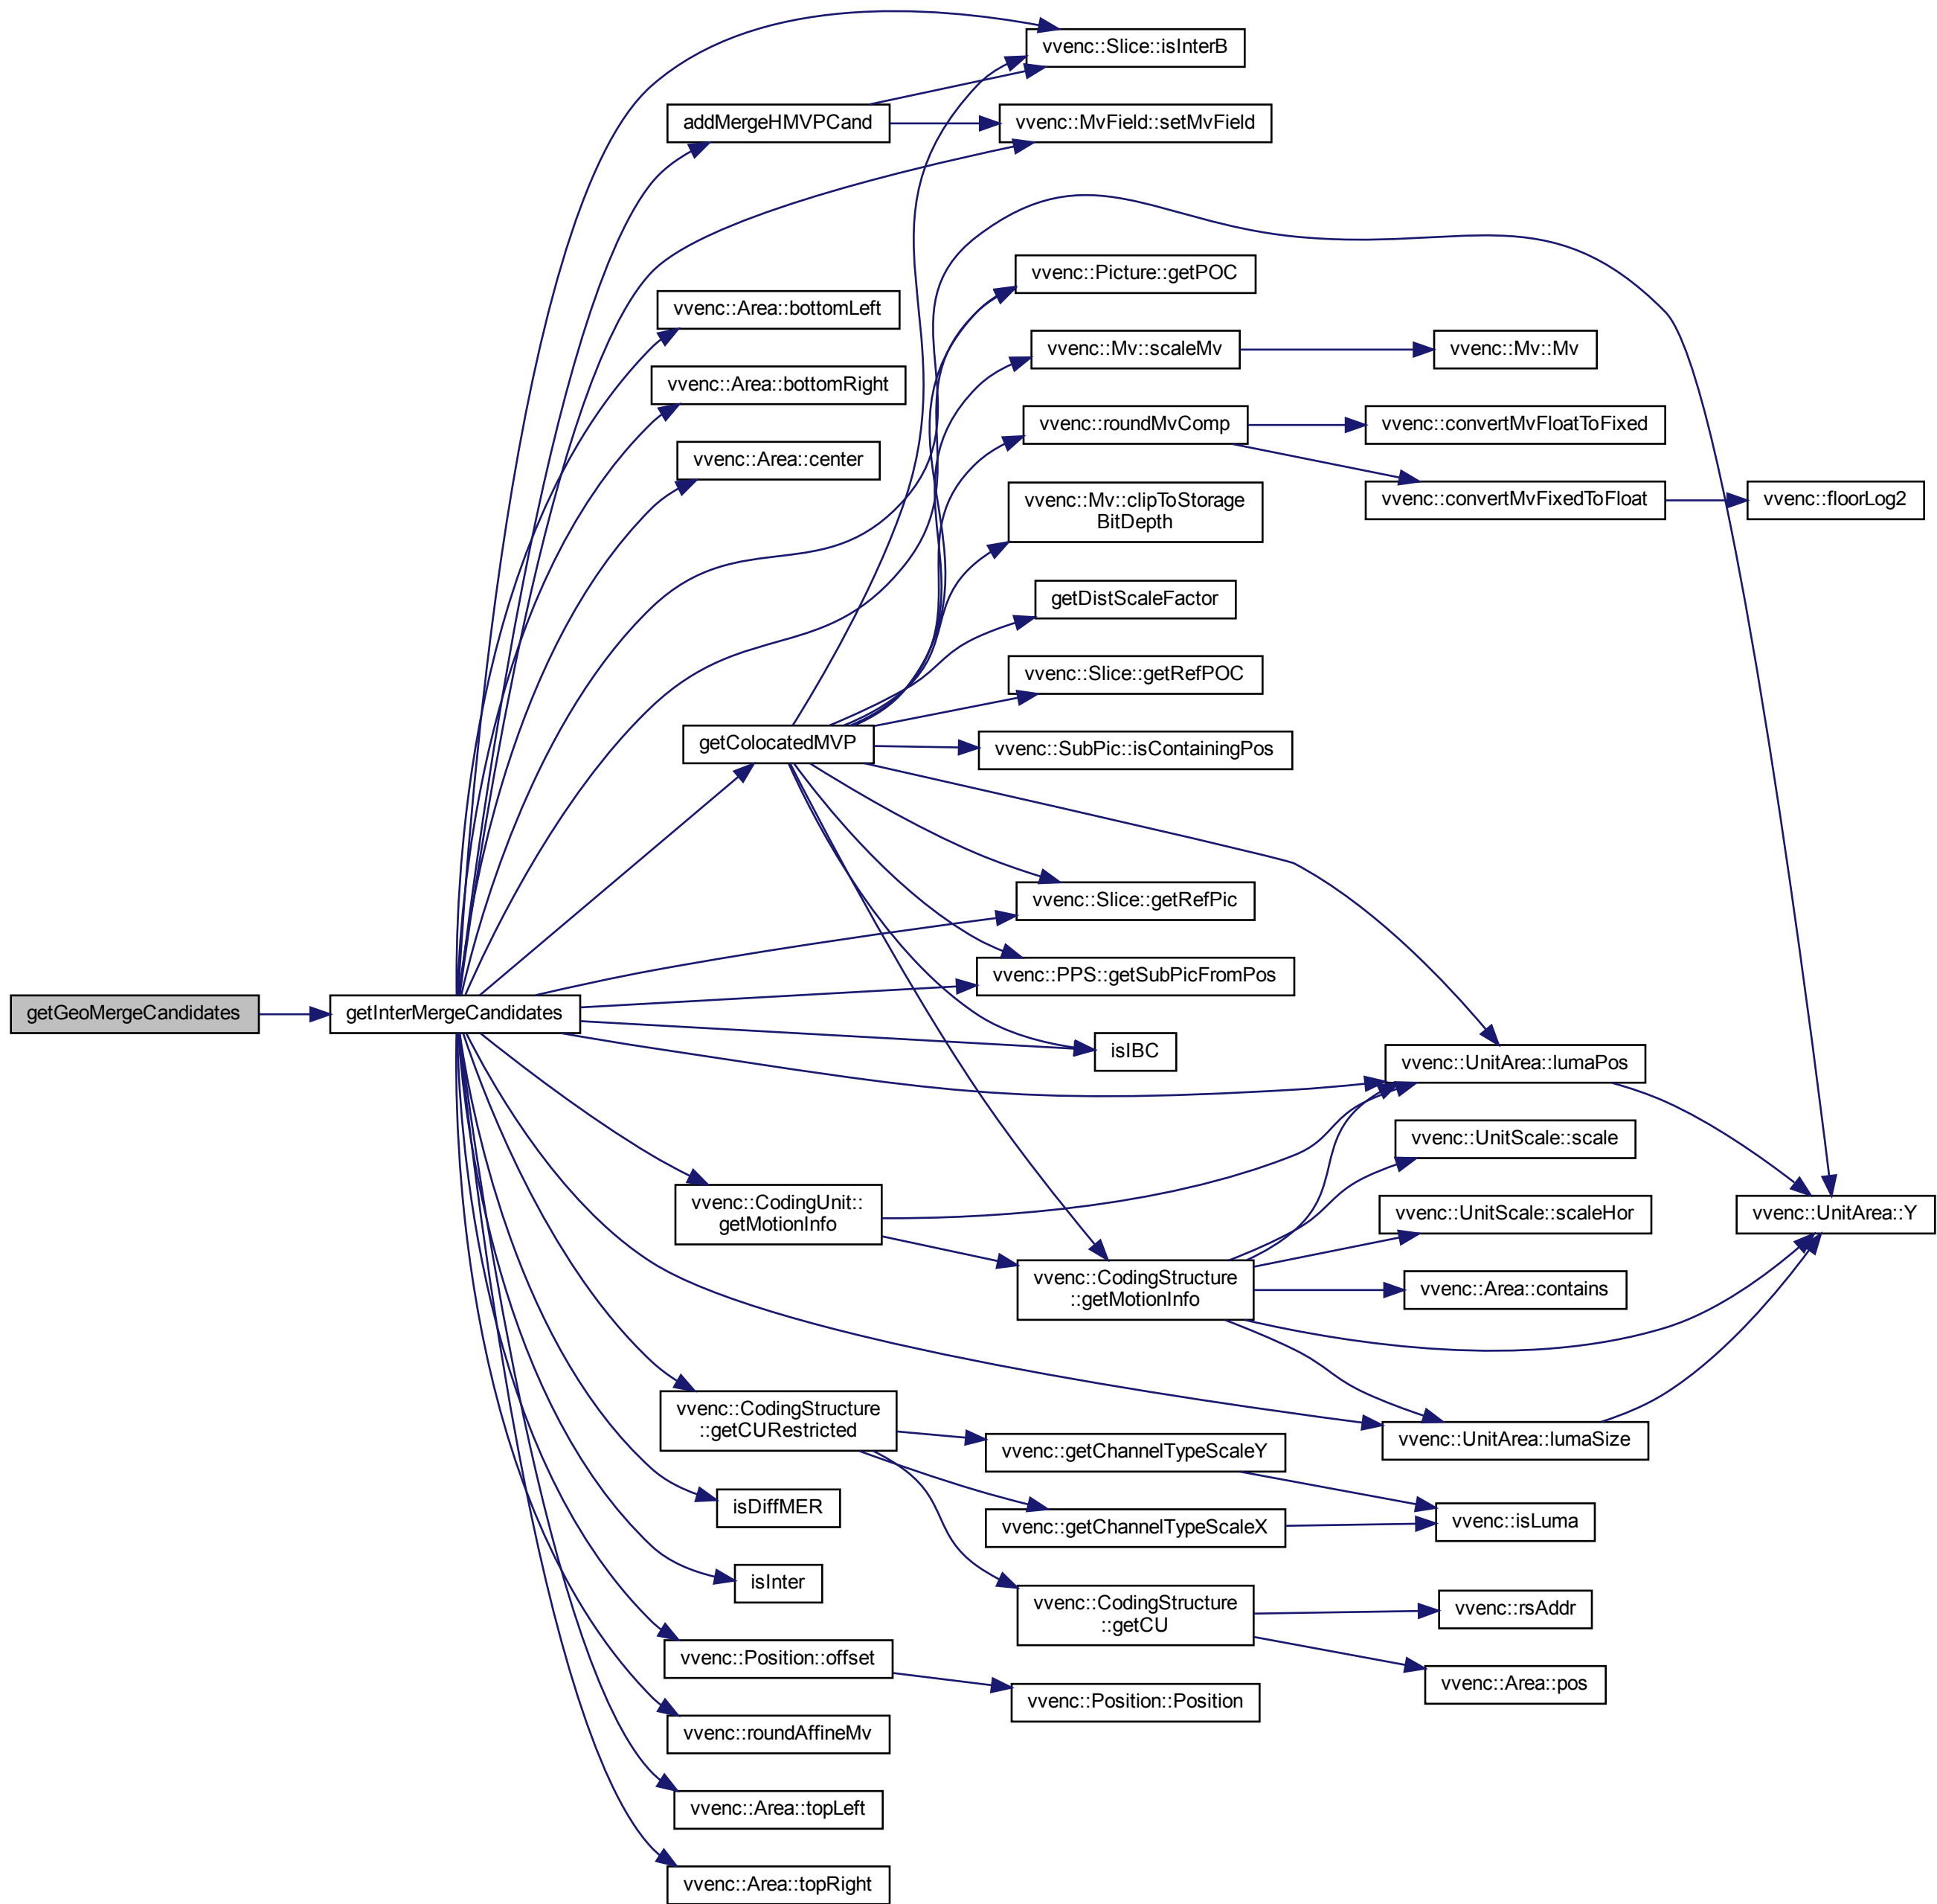 vvenc::Slice::isInterB
addMergeHMVPCand
vvenc::MvField::setMvField
vvenc::Picture::getPOC
vvenc::Area::bottomLeft
vvenc::Mv::scaleMv
vvenc::Mv::Mv
vvenc::Area::bottomRight
vvenc::roundMvComp
vvenc::convertMvFloatToFixed
vvenc::Area::center
vvenc::Mv::clipToStorage
BitDepth
vvenc::convertMvFixedToFloat
vvenc::floorLog2
getDistScaleFactor
vvenc::Slice::getRefPOC
getColocatedMVP
vvenc::SubPic::isContainingPos
vvenc::Slice::getRefPic
vvenc::PPS::getSubPicFromPos
getGeoMergeCandidates
getInterMergeCandidates
isIBC
vvenc::UnitArea::lumaPos
vvenc::UnitScale::scale
vvenc::CodingUnit::
getMotionInfo
vvenc::UnitScale::scaleHor
vvenc::UnitArea::Y
vvenc::CodingStructure
::getMotionInfo
vvenc::Area::contains
vvenc::CodingStructure
::getCURestricted
vvenc::UnitArea::lumaSize
vvenc::getChannelTypeScaleY
isDiffMER
vvenc::getChannelTypeScaleX
vvenc::isLuma
isInter
vvenc::CodingStructure
::getCU
vvenc::rsAddr
vvenc::Position::offset
vvenc::Area::pos
vvenc::Position::Position
vvenc::roundAffineMv
vvenc::Area::topLeft
vvenc::Area::topRight